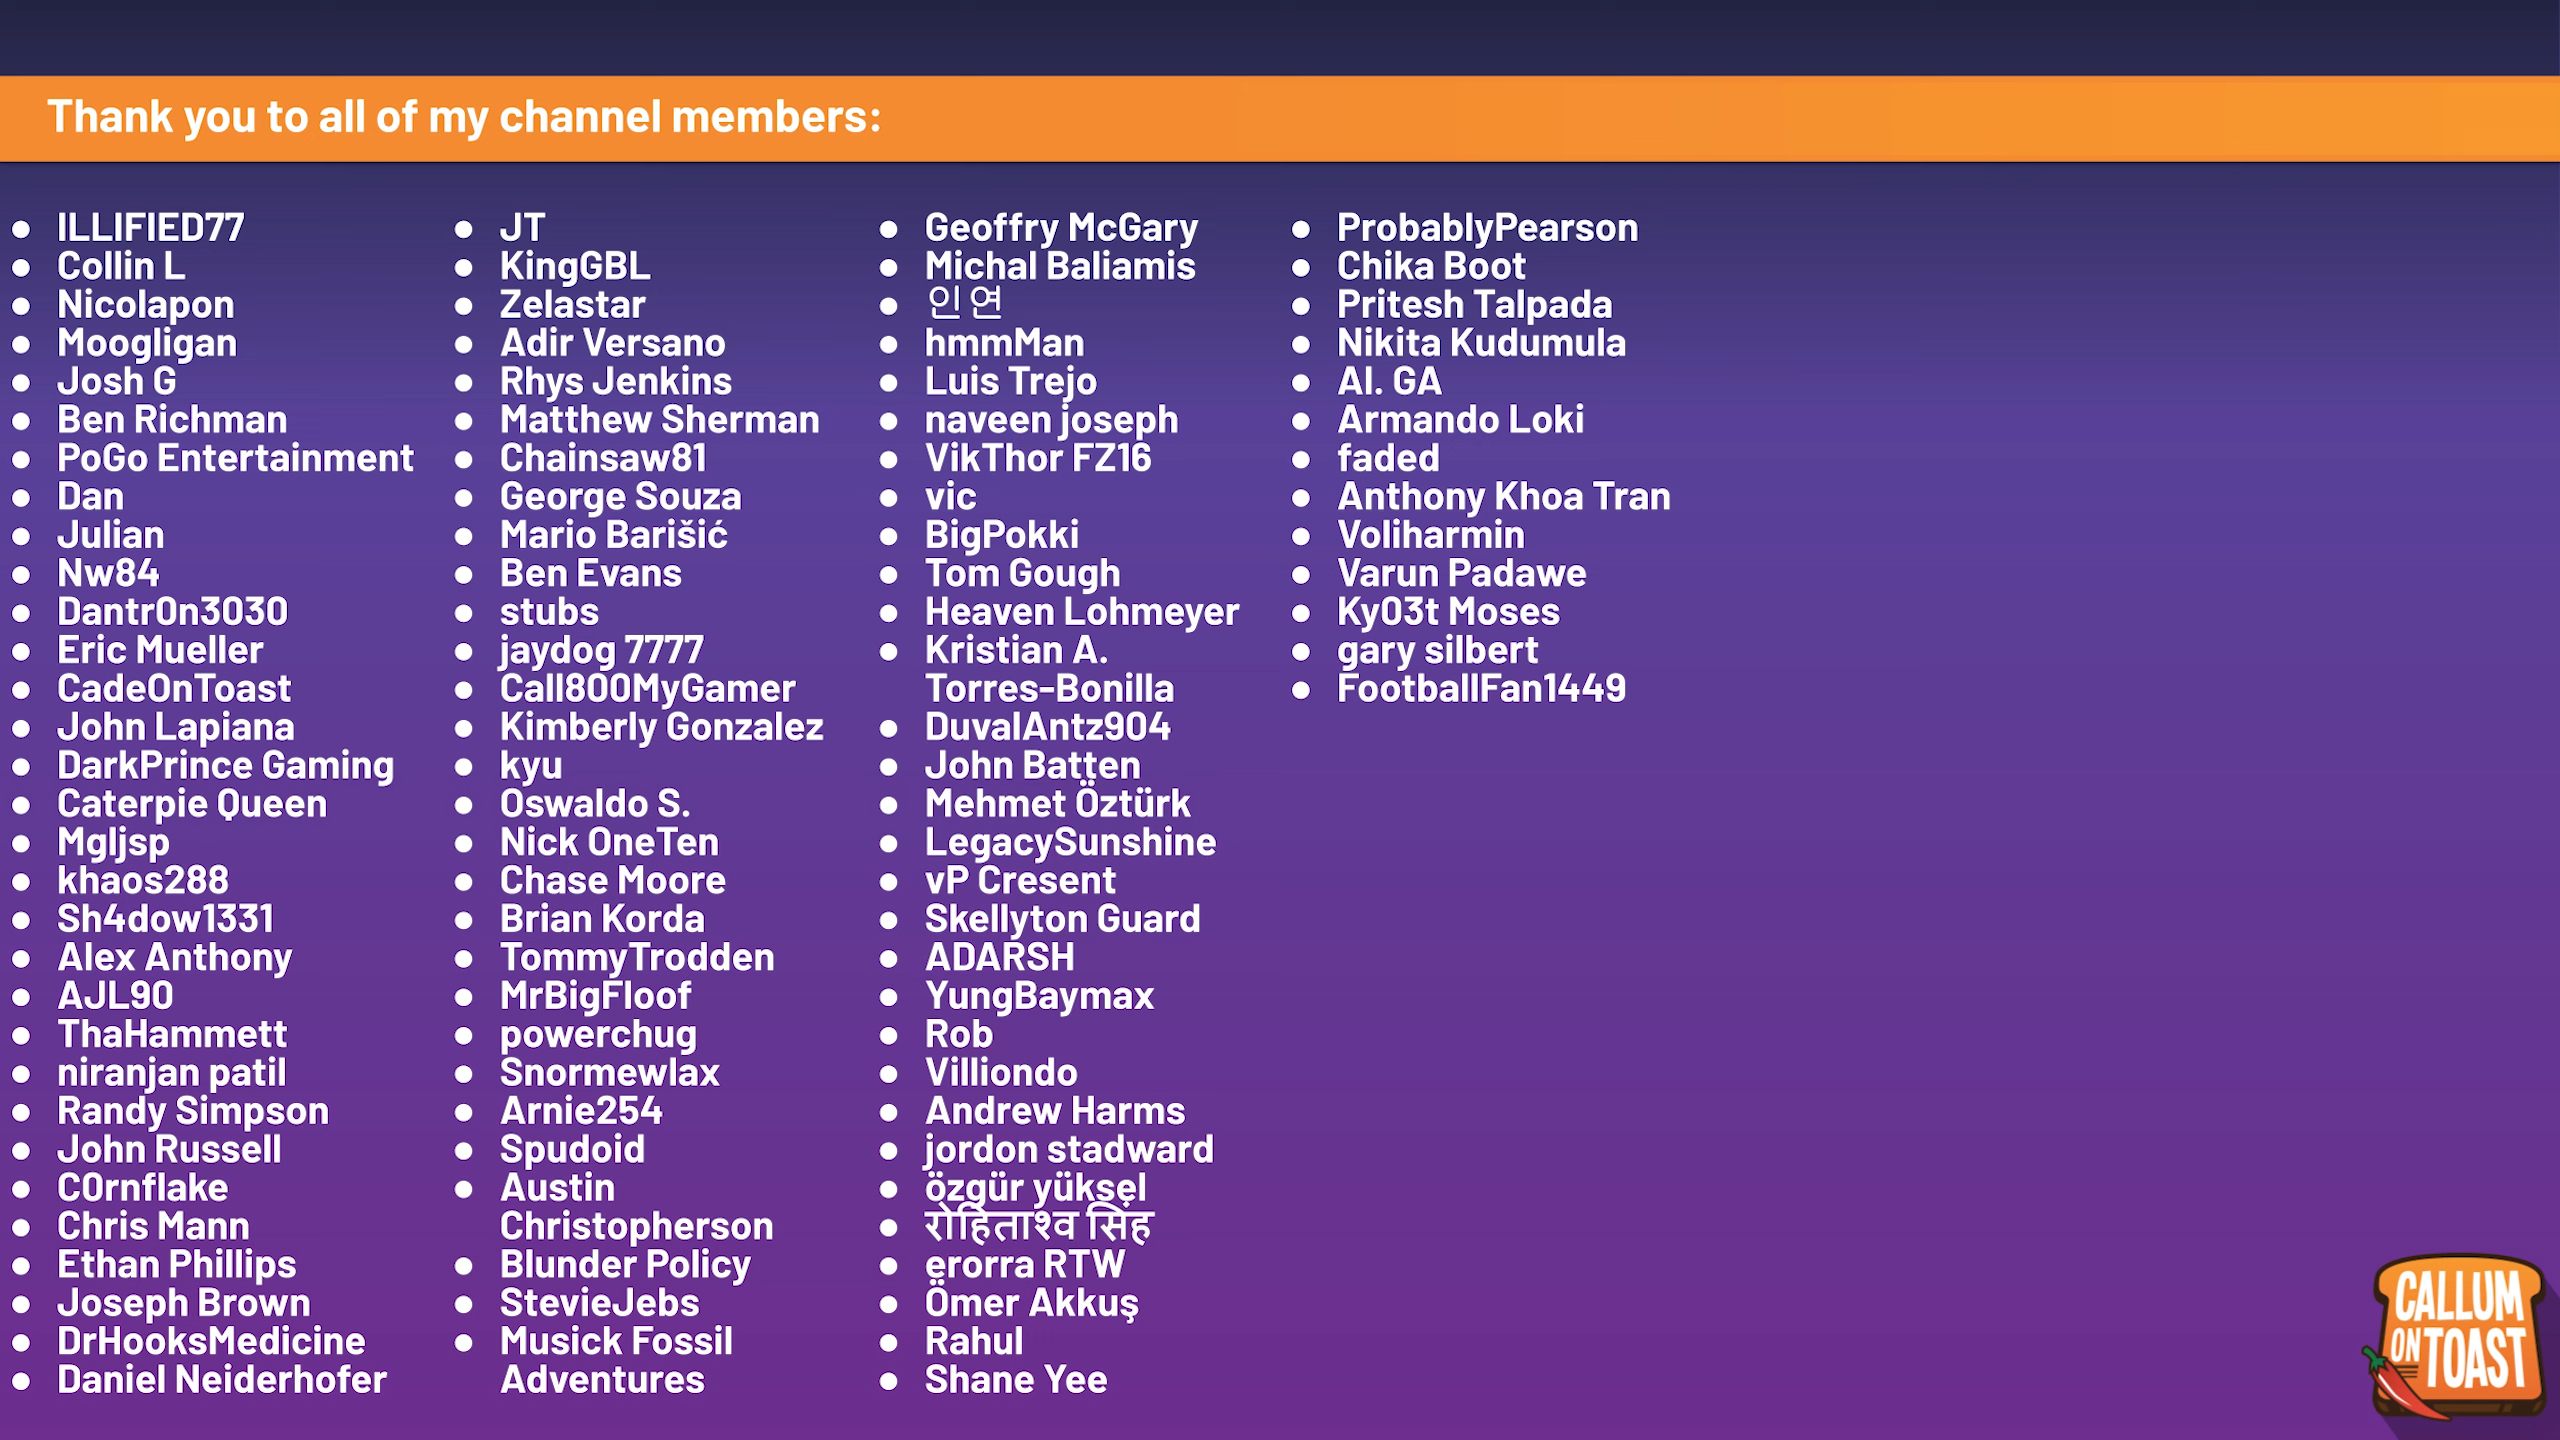 Thank you to all of my channel members:
● ILLIFIED77
● Collin L
● Nicolapon
● Moogligan
● Josh G
● Ben Richman
● PoGo Entertainment
● Dan
● Julian
● Nw84
● Dantr0n3030
● Eric Mueller
● CadeOnToast
● John Lapiana
● DarkPrince Gaming
● Caterpie Queen
● Mgljsp
● khaos288
● Sh4dow1331
● Alex Anthony
● AJL90
● ThaHammett
● niranjan patil
● Randy Simpson
● John Russell
● C0rnflake
● Chris Mann
● Ethan Phillips
● Joseph Brown
● DrHooksMedicine
● Daniel Neiderhofer
● JT
● KingGBL
● Zelastar
● Adir Versano
● Rhys Jenkins
● Matthew Sherman
● Chainsaw81
● George Souza
● Mario Barišić
● Ben Evans
● stubs
● jaydog 7777
● Call800MyGamer
● Kimberly Gonzalez
● kyu
● Oswaldo S.
● Nick OneTen
● Chase Moore
● Brian Korda
● TommyTrodden
● MrBigFloof
● powerchug
● Snormewlax
● Arnie254
● Spudoid
● Austin
Christopherson
● Blunder Policy
● StevieJebs
● Musick Fossil
Adventures
● Geoffry McGary
● Michal Baliamis
● 인연
● hmmMan
● Luis Trejo
● naveen joseph
● VikThor FZ16
● vic
● BigPokki
● Tom Gough
● Heaven Lohmeyer
● Kristian A.
Torres-Bonilla
● DuvalAntz904
● John Batten
● Mehmet Öztürk
● LegacySunshine
● vP Cresent
● Skellyton Guard
● ADARSH
● YungBaymax
● Rob
● Villiondo
● Andrew Harms
● jordon stadward
● özgür yüksel
● रोहिताश्व सिंह
● erorra RTW
● Ömer Akkuş
● Rahul
● Shane Yee
● ProbablyPearson
● Chika Boot
● Pritesh Talpada
● Nikita Kudumula
● Al. GA
● Armando Loki
● faded
● Anthony Khoa Tran
● Voliharmin
● Varun Padawe
● Ky03t Moses
● gary silbert
● FootballFan1449
CALLUM
ON TOAST